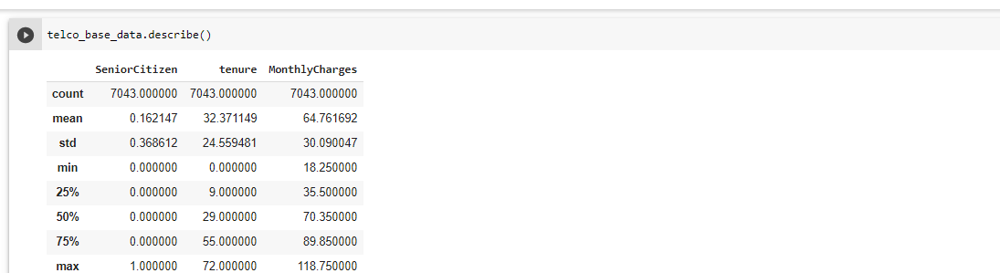 telco_base_data.describe()
SeniorCitizen tenure MonthlyCharges
count 7043.000000 7043.000000 7043.000000
mean 0.162147 32.371149 64.761692
std 0.368612 24.559481 30.090047
min 0.000000 0.000000 18.250000
25% 0.000000 9.000000 35.500000
50% 0.000000 29.000000 70.350000
75% 0.000000 55.000000 89.850000
max 1.000000 72.000000 118.750000